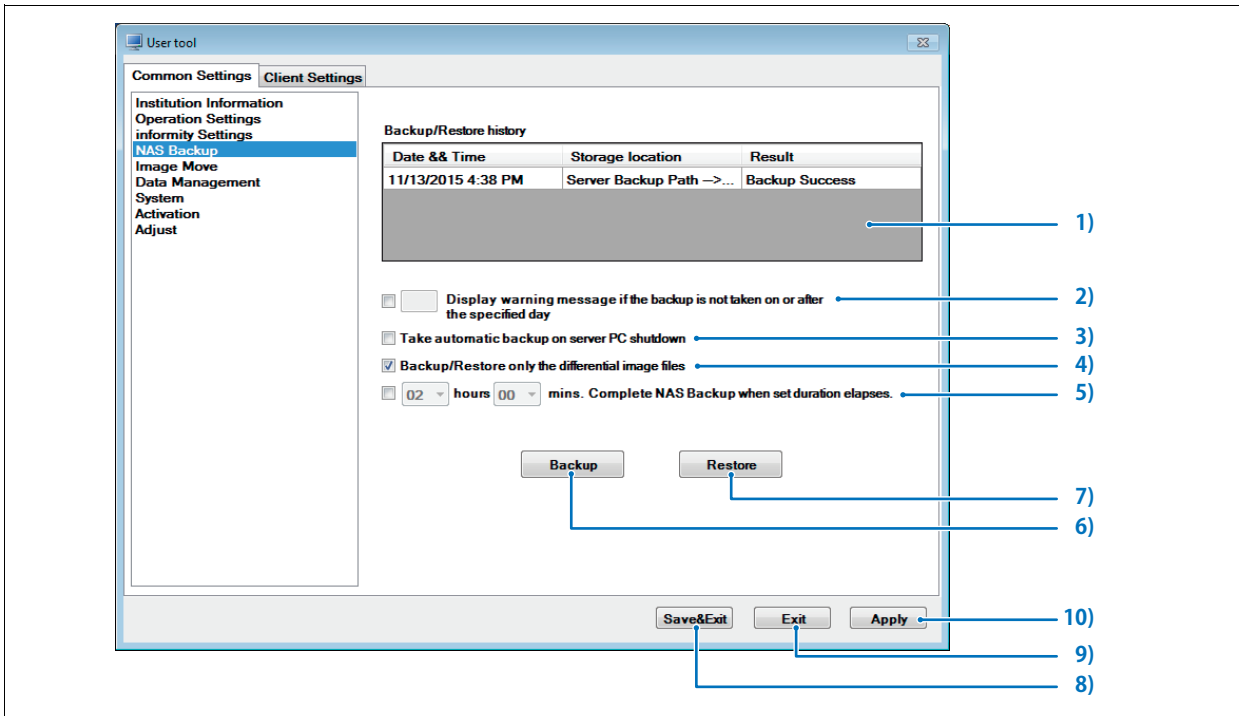 User tool
Common Settings Client Settings
Institution Information
Operation Settings
informity Settings
NAS Backup
Image Move
Data Management
System
Activation
Adjust
Backup/Restore history
Date && Time Storage location Result
11/13/2015 4:38 PM Server Backup Path -->... Backup Success
1)
Display warning message if the backup is not taken on or after
the specified day
2)
Take automatic backup on server PC shutdown
3)
Backup/Restore only the differential image files
4)
02 hours 00 mins. Complete NAS Backup when set duration elapses.
5)
Backup Restore
7)
6)
Save&Exit Exit Apply
10)
9)
8)